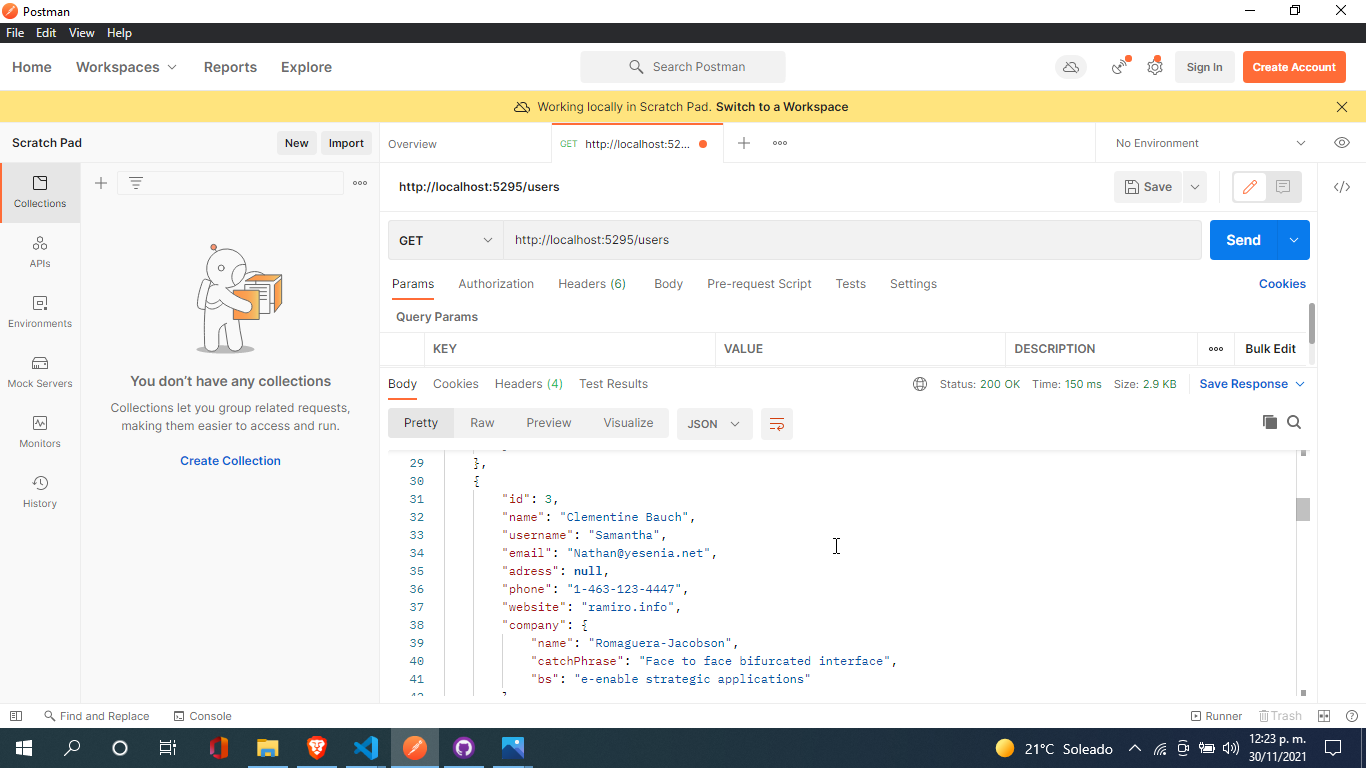 Postman
File Edit View Help
Home Workspaces Reports Explore Search Postman Sign In Create Account
Working locally in Scratch Pad. Switch to a Workspace
Scratch Pad New Import Overview GET http://localhost:52... No Environment
Collections
APIs
Environments
Mock Servers
Monitors
History
You don't have any collections
Collections let you group related requests,
making them easier to access and run.
Create Collection
http://localhost:5295/users Save
GET http://localhost:5295/users Send
Params Authorization Headers (6) Body Pre-request Script Tests Settings Cookies
Query Params
KEY VALUE DESCRIPTION Bulk Edit
Body Cookies Headers (4) Test Results Status: 200 OK Time: 150 ms Size: 2.9 KB Save Response
Pretty Raw Preview Visualize JSON
29 },
30 {
31 "id": 3,
32 "name": "Clementine Bauch",
33 "username": "Samantha",
34 "email": "Nathan@yesenia.net",
35 "adress": null,
36 "phone": "1-463-123-4447",
37 "website": "ramiro.info",
38 "company": {
39 "name": "Romaguera-Jacobson",
40 "catchPhrase": "Face to face bifurcated interface",
41 "bs": "e-enable strategic applications"
Find and Replace Console Runner Trash
21°C Soleado 12:23 p. m.
30/11/2021